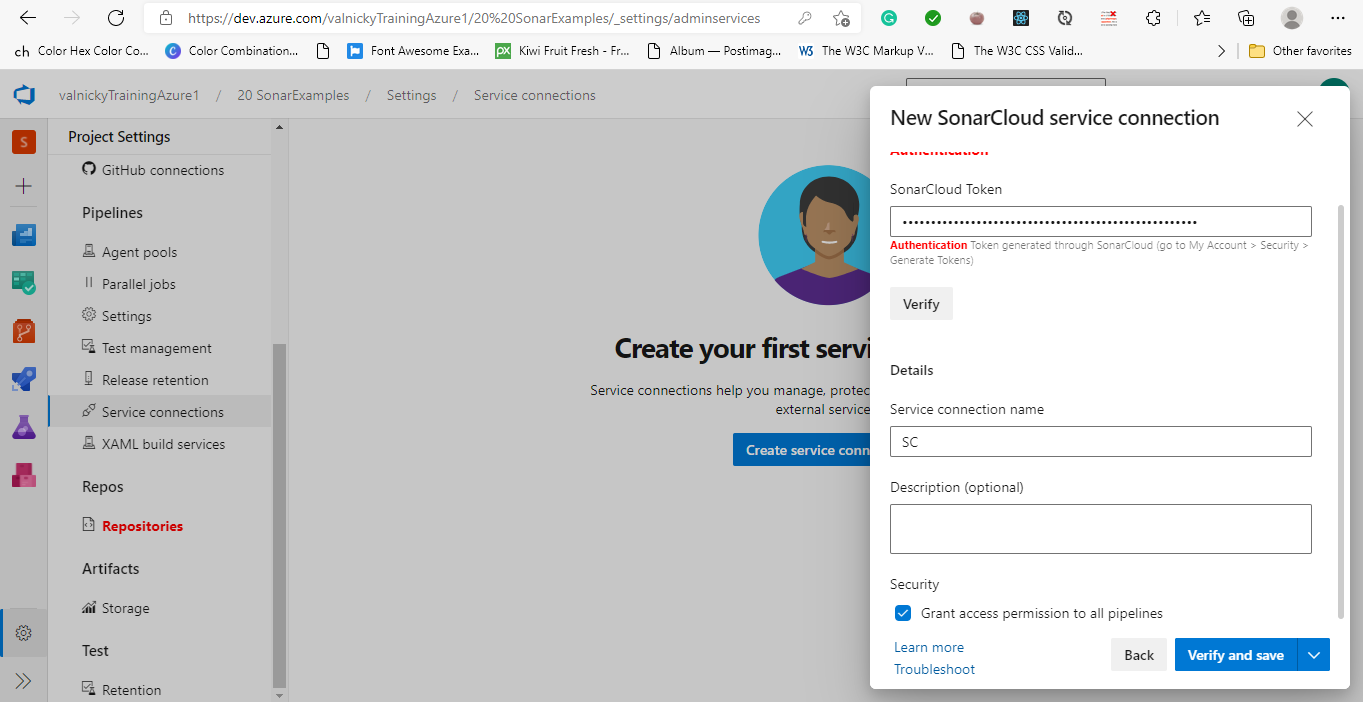 https://dev.azure.com/valnickyTrainingAzure1/20%20SonarExamples/_settings/adminservices
ch Color Hex Color Co...
C Color Combination...
Font Awesome Exa...
px Kiwi Fruit Fresh - Fr...
Album — Postimag...
W3 The W3C Markup V...
The W3C CSS Valid...
Other favorites
valnickyTrainingAzure1 / 20 SonarExamples / Settings / Service connections
S
Project Settings
GitHub connections
Pipelines
Agent pools
Parallel jobs
Settings
Test management
Release retention
Service connections
XAML build services
Repos
Repositories
Artifacts
Storage
Test
Retention
Create your first servi
Service connections help you manage, protec
external service
Create service conn
New SonarCloud service connection
Authentication
SonarCloud Token
••••••••••••••••••••••••••••••••••••••••••••••••••
Authentication Token generated through SonarCloud (go to My Account > Security >
Generate Tokens)
Verify
Details
Service connection name
SC
Description (optional)
Security
Grant access permission to all pipelines
Learn more
Troubleshoot
Back
Verify and save